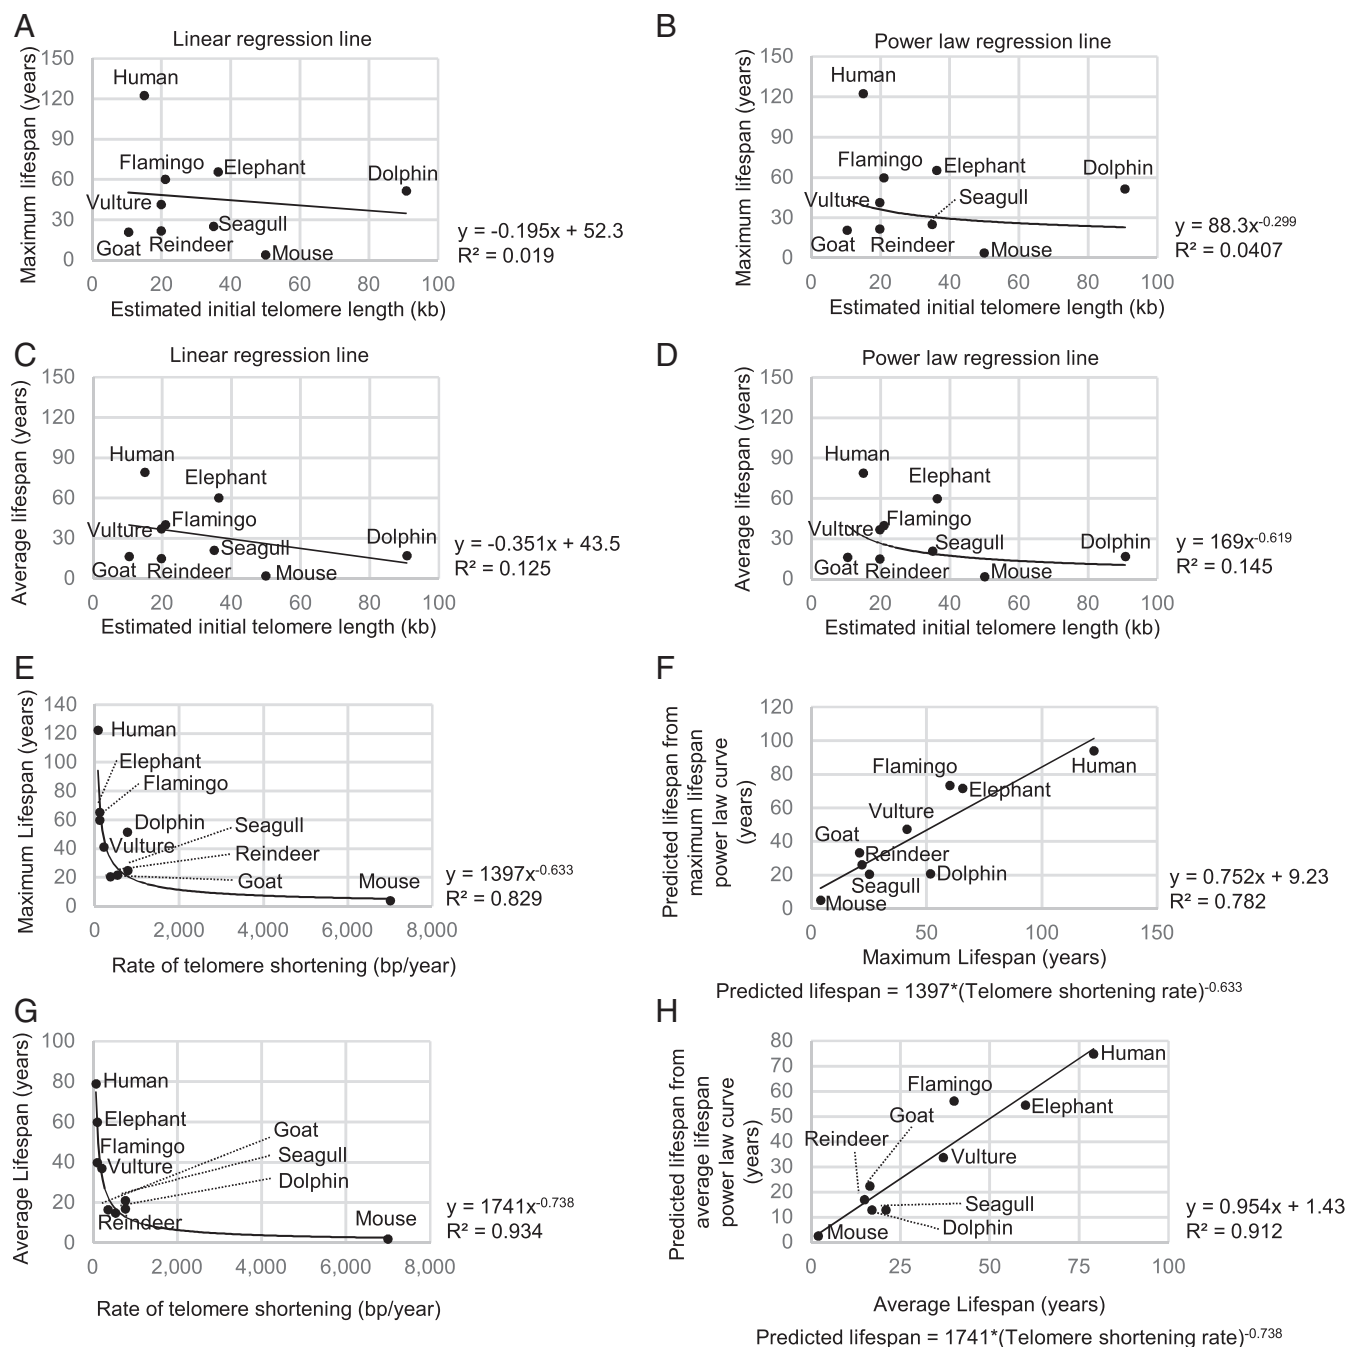 A
Linear regression line
Maximum lifespan (years)
150
120
90
60
30
0
Human
Flamingo
Elephant
Dolphin
Vulture
Seagull
Goat
Reindeer
Mouse
y = -0.195x + 52.3
R² = 0.019
0 20 40 60 80 100
Estimated initial telomere length (kb)
B
Power law regression line
Maximum lifespan (years)
150
120
90
60
30
0
Human
Flamingo
Elephant
Dolphin
Seagull
Vulture
Goat
Reindeer
Mouse
y = 88.3x^-0.299
R² = 0.0407
0 20 40 60 80 100
Estimated initial telomere length (kb)
C
Linear regression line
Average lifespan (years)
150
120
90
60
30
0
Human
Elephant
Flamingo
Vulture
Dolphin
Seagull
Goat
Reindeer
Mouse
y = -0.351x + 43.5
R² = 0.125
0 20 40 60 80 100
Estimated initial telomere length (kb)
D
Power law regression line
Average lifespan (years)
150
120
90
60
30
0
Human
Elephant
Flamingo
Vulture
Seagull
Dolphin
Goat
Reindeer
Mouse
y = 169x^-0.619
R² = 0.145
0 20 40 60 80 100
Estimated initial telomere length (kb)
E
Maximum Lifespan (years)
140
120
100
80
60
40
20
0
Human
Elephant
Flamingo
Dolphin
Seagull
Vulture
Reindeer
Goat
Mouse
y = 1397x^-0.633
R² = 0.829
0 2,000 4,000 6,000 8,000
Rate of telomere shortening (bp/year)
F
Predicted lifespan from
maximum lifespan
power law curve
(years)
120
100
80
60
40
20
0
Flamingo
Human
Elephant
Vulture
Goat
Reindeer
Dolphin
Seagull
Mouse
y = 0.752x + 9.23
R² = 0.782
0 50 100 150
Maximum Lifespan (years)
Predicted lifespan = 1397*(Telomere shortening rate)^-0.633
G
Average Lifespan (years)
100
80
60
40
20
0
Human
Elephant
Flamingo
Goat
Vulture
Seagull
Dolphin
Reindeer
Mouse
y = 1741x^-0.738
R² = 0.934
0 2,000 4,000 6,000 8,000
Rate of telomere shortening (bp/year)
H
Predicted lifespan from
average lifespan
power law curve
(years)
80
70
60
50
40
30
20
10
0
Human
Flamingo
Elephant
Goat
Reindeer
Vulture
Seagull
Dolphin
Mouse
y = 0.954x + 1.43
R² = 0.912
0 25 50 75 100
Average Lifespan (years)
Predicted lifespan = 1741*(Telomere shortening rate)^-0.738